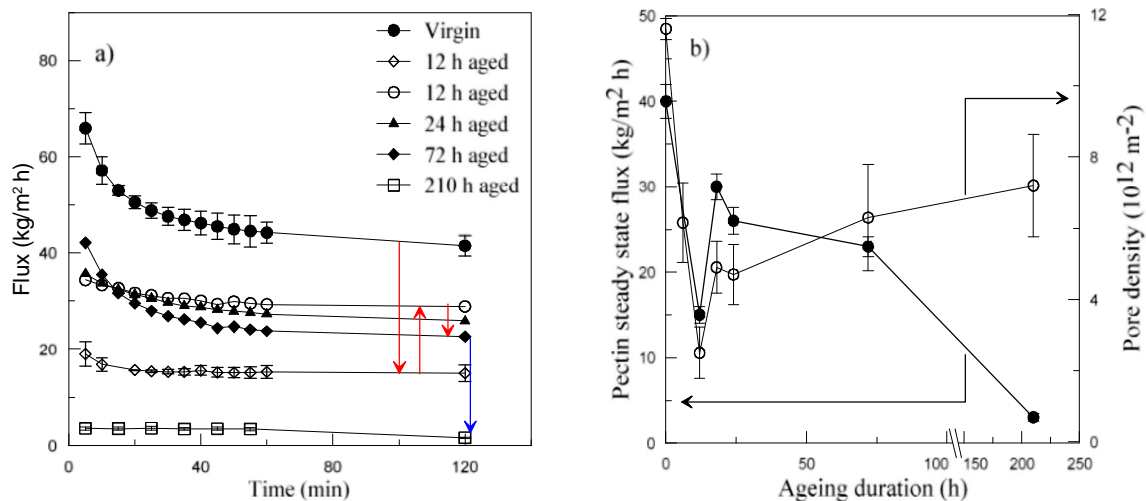 a)
Virgin
12 h aged
12 h aged
24 h aged
72 h aged
210 h aged
Flux (kg/m² h)
80
60
40
20
0
0
40
80
120
Time (min)
b)
Pectin steady state flux (kg/m² h)
50
40
30
20
10
0
0
50
100
150
200
250
Ageing duration (h)
12
8
4
0
Pore density (10¹² m⁻²)